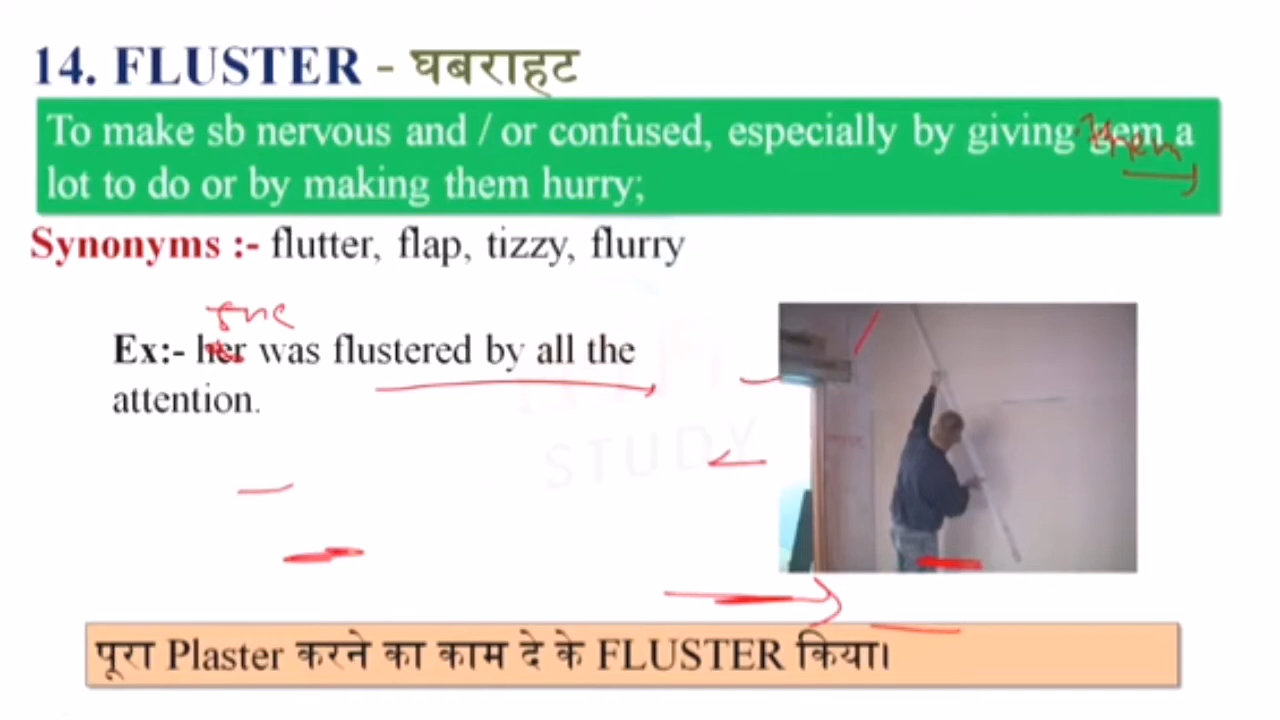 14. FLUSTER - घबराहट
To make sb nervous and / or confused, especially by giving them a
lot to do or by making them hurry;
Synonyms :- flutter, flap, tizzy, flurry
Ex:- her was flustered by all the
attention.
STUDY
पूरा Plaster करने का काम दे के FLUSTER किया।